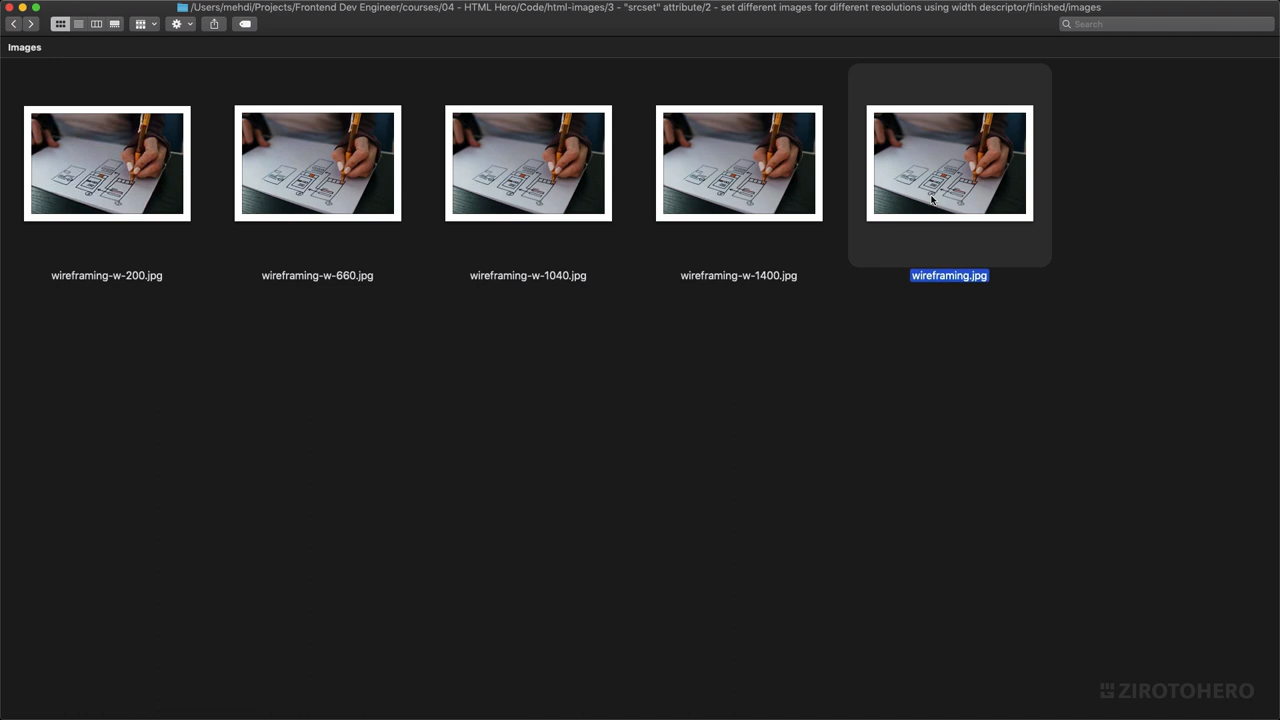 /Users/mehdi/Projects/Frontend Dev Engineer/courses/04 - HTML Hero/Code/html-images/3 - "srcset" attribute/2 - set different images for different resolutions using width descriptor/finished/images
Search
Images
wireframing-w-200.jpg
wireframing-w-660.jpg
wireframing-w-1040.jpg
wireframing-w-1400.jpg
wireframing.jpg
ZIROTOHERO